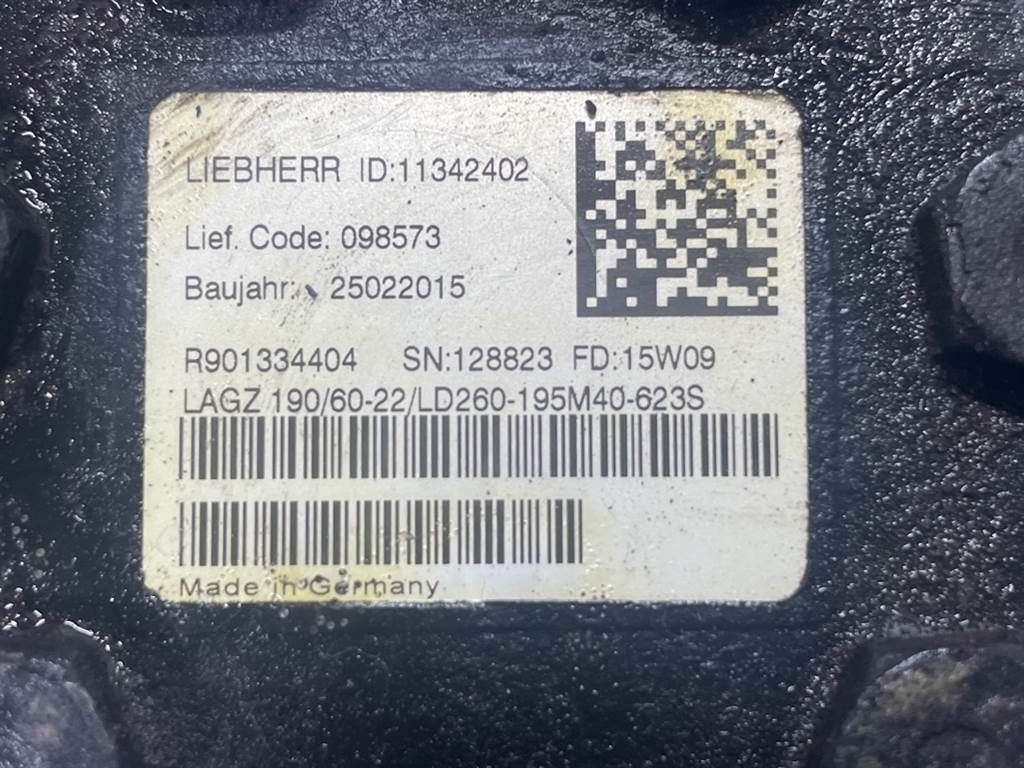 LIEBHERR ID:11342402
Lief. Code: 098573
Baujahr: 25022015
R901334404 SN:128823 FD:15W09
LAGZ 190/60-22/LD260-195M40-623S
Made in Germany